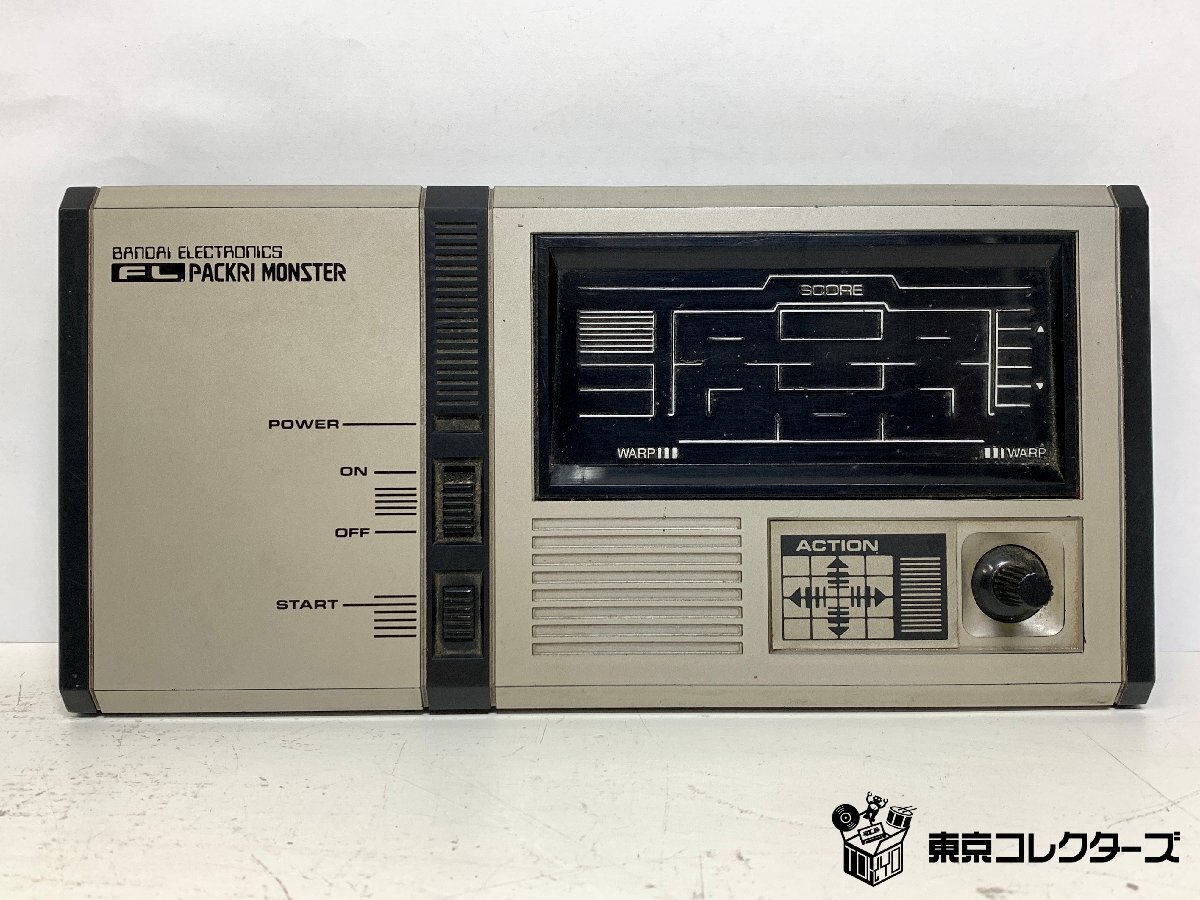 BANDAI ELECTRONICS
FL PACKRI MONSTER
POWER
ON
OFF
START
SCORE
WARP
WARP
ACTION
TOKYO
東京コレクターズ